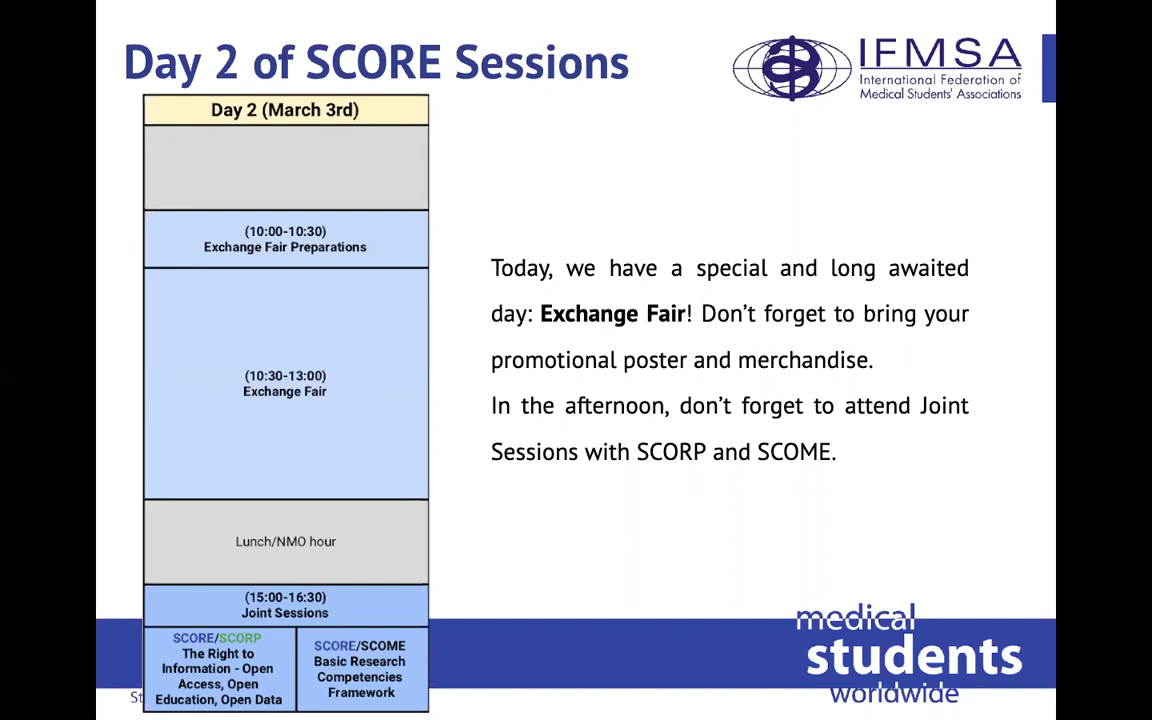 Day 2 of SCORE Sessions
IFMSA
International Federation of
Medical Students' Associations
Day 2 (March 3rd)
(10:00-10:30)
Exchange Fair Preparations
(10:30-13:00)
Exchange Fair
Lunch/NMO hour
(15:00-16:30)
Joint Sessions
SCORE/SCORP
The Right to
Information - Open
Access, Open
Education, Open Data
SCORE/SCOME
Basic Research
Competencies
Framework
Today, we have a special and long awaited
day: Exchange Fair! Don't forget to bring your
promotional poster and merchandise.
In the afternoon, don't forget to attend Joint
Sessions with SCORP and SCOME.
medical
students
worldwide